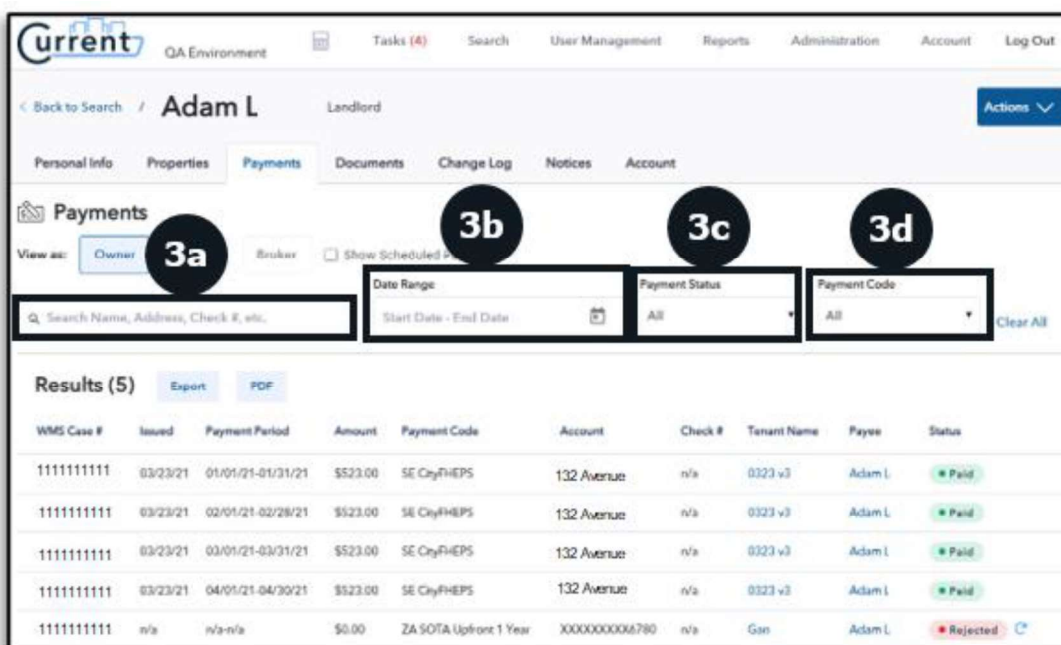 Current
QA Environment Tasks (4) Search User Management Reports Administration Account Log Out
< Back to Search / Adam L Landlord Actions
Personal Info Properties Payments Documents Change Log Notices Account
Payments
3a 3b 3c 3d
View as: Owner Broker Show Scheduled
Date Range Payment Status Payment Code
Search Name, Address, Check #, etc. Start Date - End Date All All Clear All
Results (5) Export PDF
WMS Case # Issued Payment Period Amount Payment Code Account Check # Tenant Name Payee Status
1111111111 03/23/21 01/01/21-01/31/21 $523.00 SE CityFHEPS 132 Avenue n/a 0323 v3 Adam L Paid
1111111111 03/23/21 02/01/21-02/28/21 $523.00 SE CityFHEPS 132 Avenue n/a 0323 v3 Adam L Paid
1111111111 03/23/21 03/01/21-03/31/21 $523.00 SE CityFHEPS 132 Avenue n/a 0323 v3 Adam L Paid
1111111111 03/23/21 04/01/21-04/30/21 $523.00 SE CityFHEPS 132 Avenue n/a 0323 v3 Adam L Paid
1111111111 n/a n/a-n/a $0.00 ZA SOTA Upfront 1 Year XXXXXXXXX6780 n/a Gan Adam L Rejected